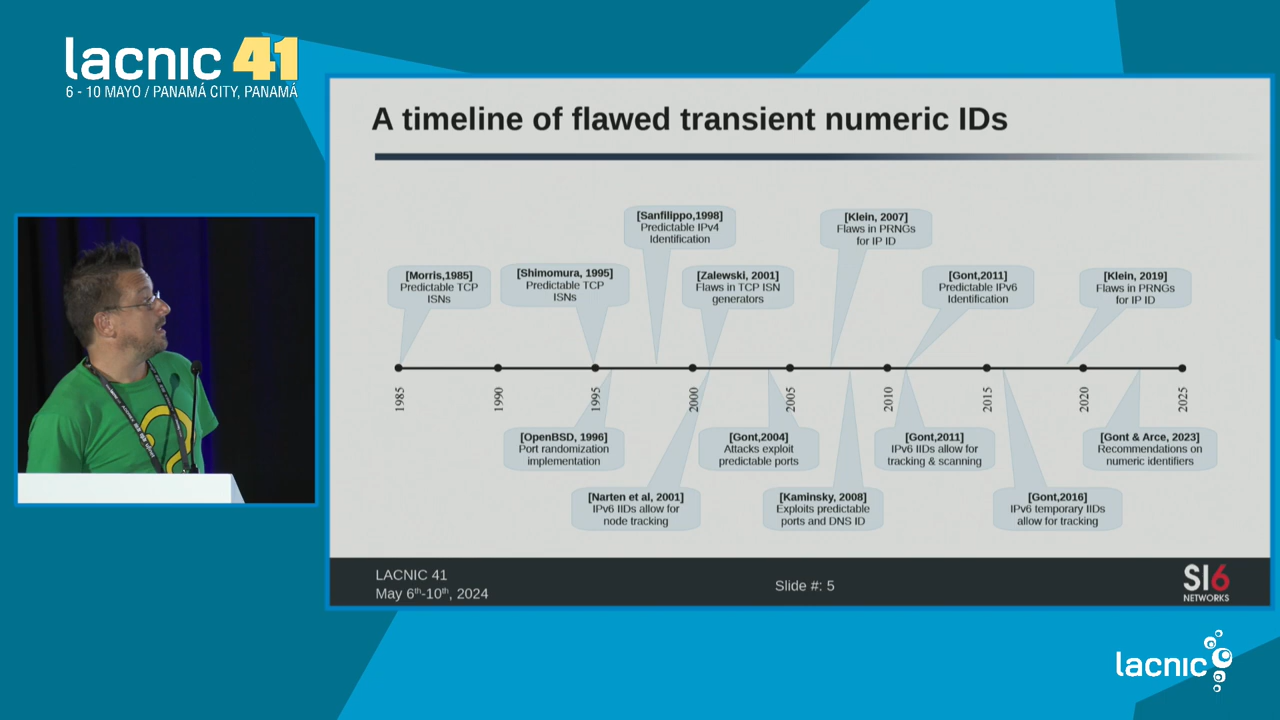 lacnic 41
6 - 10 MAYO / PANAMÁ CITY, PANAMÁ
A timeline of flawed transient numeric IDs
[Sanfilippo,1998]
Predictable IPv4
Identification
[Klein, 2007]
Flaws in PRNGs
for IP ID
[Morris,1985]
Predictable TCP
ISNs
[Shimomura, 1995]
Predictable TCP
ISNs
[Zalewski, 2001]
Flaws in TCP ISN
generators
[Gont,2011]
Predictable IPv6
Identification
[Klein, 2019]
Flaws in PRNGs
for IP ID
1985
1990
1995
2000
2005
2010
2015
2020
2025
[OpenBSD, 1996]
Port randomization
implementation
[Gont,2004]
Attacks exploit
predictable ports
[Gont,2011]
IPv6 IIDs allow for
tracking & scanning
[Gont & Arce, 2023]
Recommendations on
numeric identifiers
[Narten et al, 2001]
IPv6 IIDs allow for
node tracking
[Kaminsky, 2008]
Exploits predictable
ports and DNS ID
[Gont,2016]
IPv6 temporary IIDs
allow for tracking
LACNIC 41
May 6th-10th, 2024
Slide #: 5
SI6
NETWORKS
lacnic